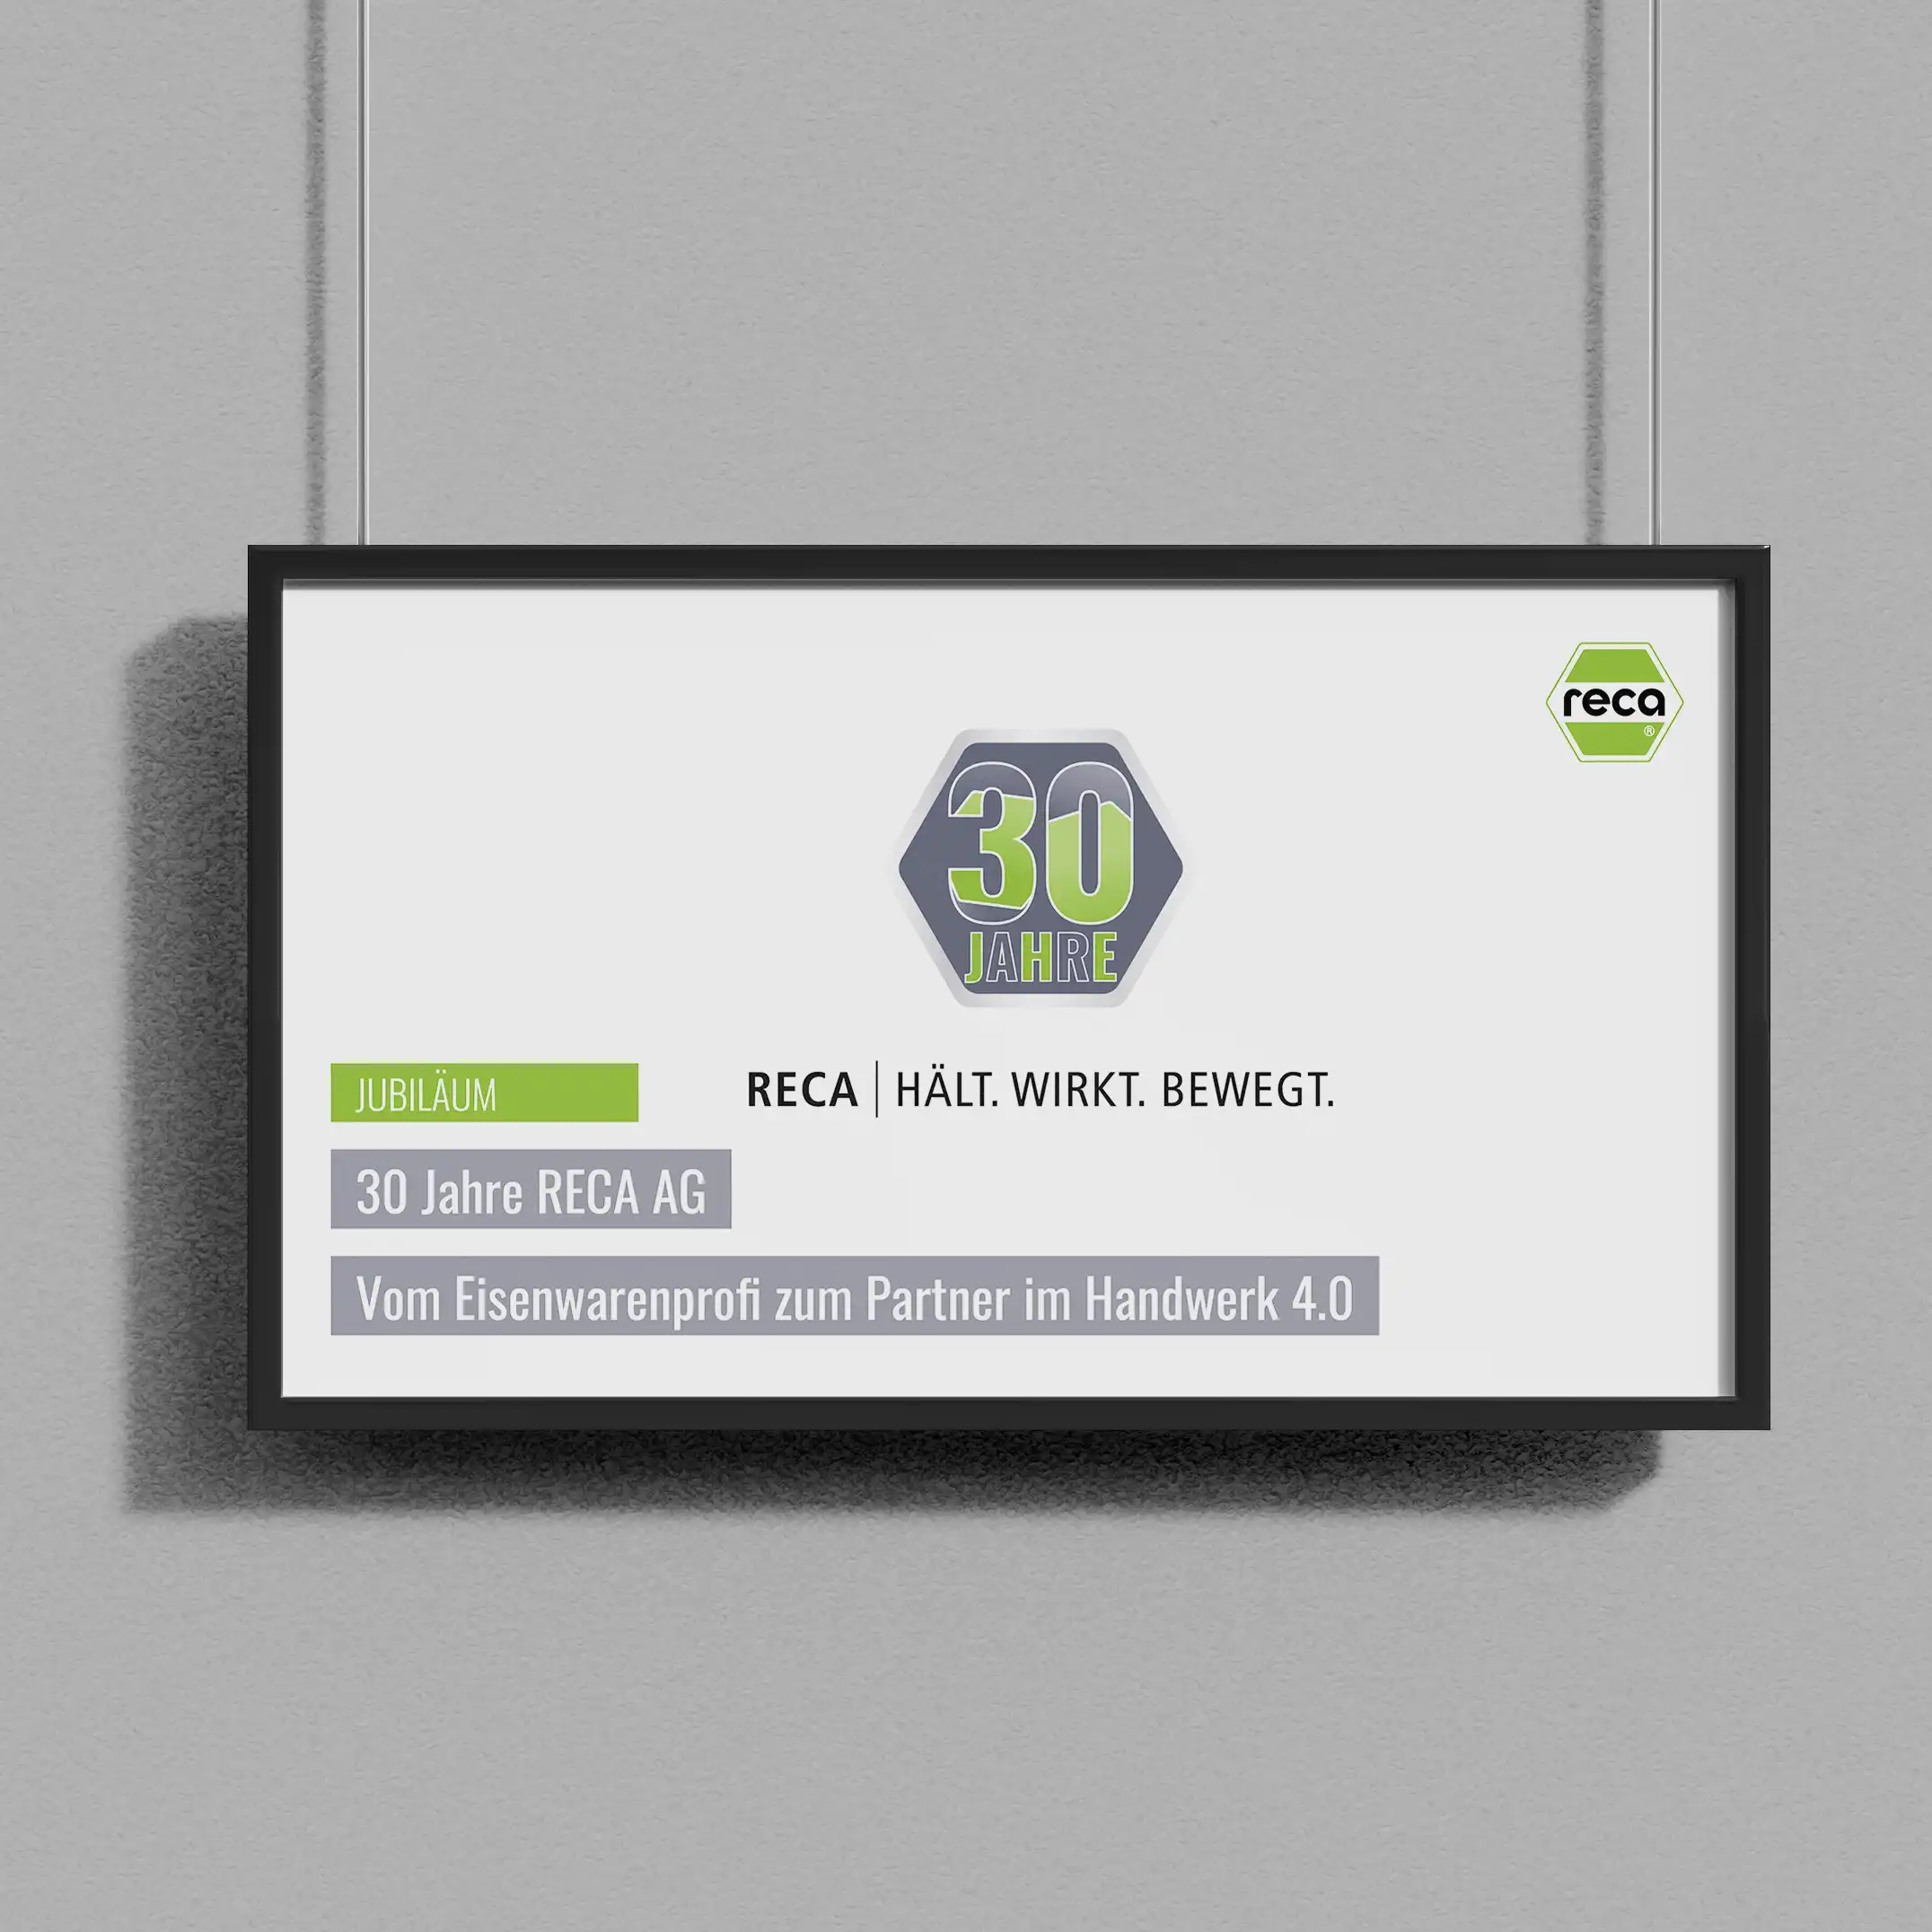 reca
®
30
JAHRE
RECA | HÄLT. WIRKT. BEWEGT.
JUBILÄUM
30 Jahre RECA AG
Vom Eisenwarenprofi zum Partner im Handwerk 4.0